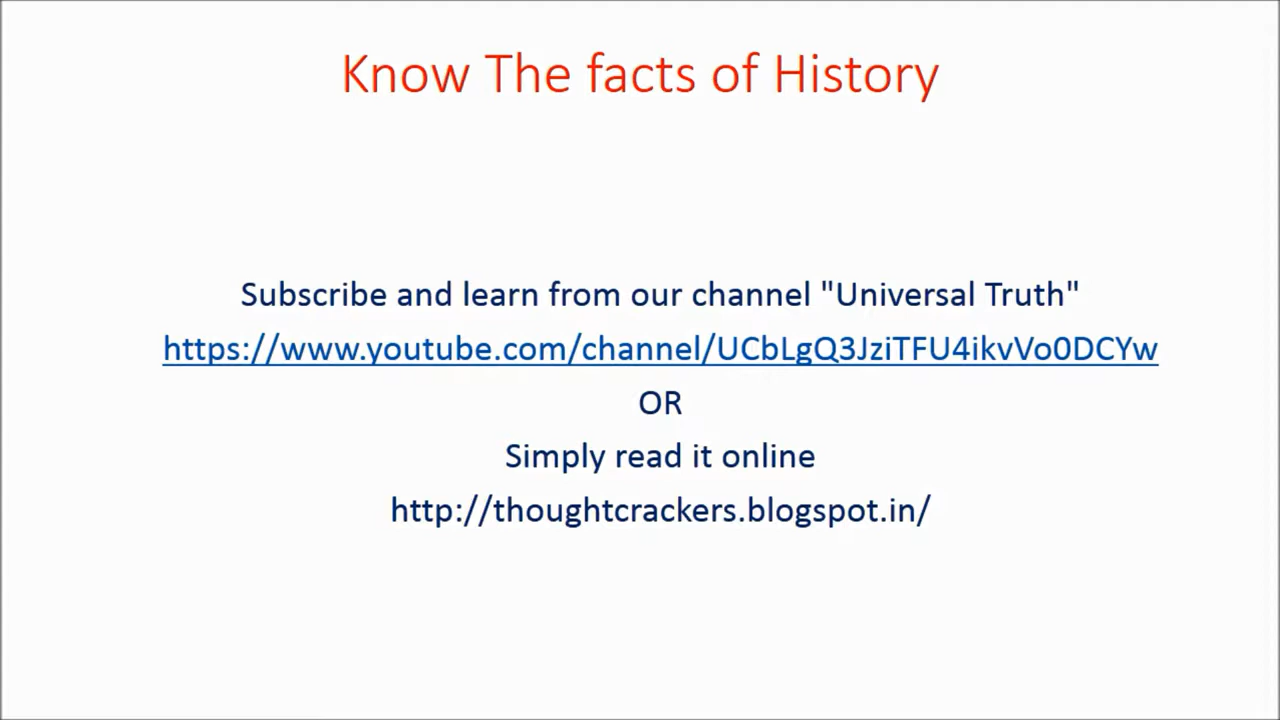 Know The facts of History
Subscribe and learn from our channel "Universal Truth"
https://www.youtube.com/channel/UCbLgQ3JziTFU4ikvVo0DCYw
OR
Simply read it online
http://thoughtcrackers.blogspot.in/